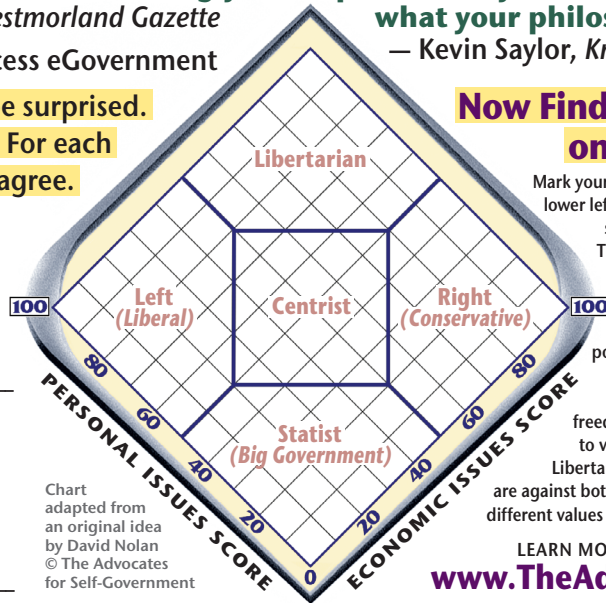 estmorland Gazette
what your philos
— Kevin Saylor, Kr
cess eGovernment
e surprised.
For each
agree.
Now Find
on
Mark your
lower left
s
T
Libertarian
100
Left
(Liberal)
Centrist
Right
(Conservative)
100
po
80
60
40
20
0
20
40
60
80
PERSONAL ISSUES SCORE
ECONOMIC ISSUES SCORE
Statist
(Big Government)
freed
to v
Liberta
are against bot
different values
Chart
adapted from
an original idea
by David Nolan
© The Advocates
for Self-Government
LEARN MO
www.TheAd